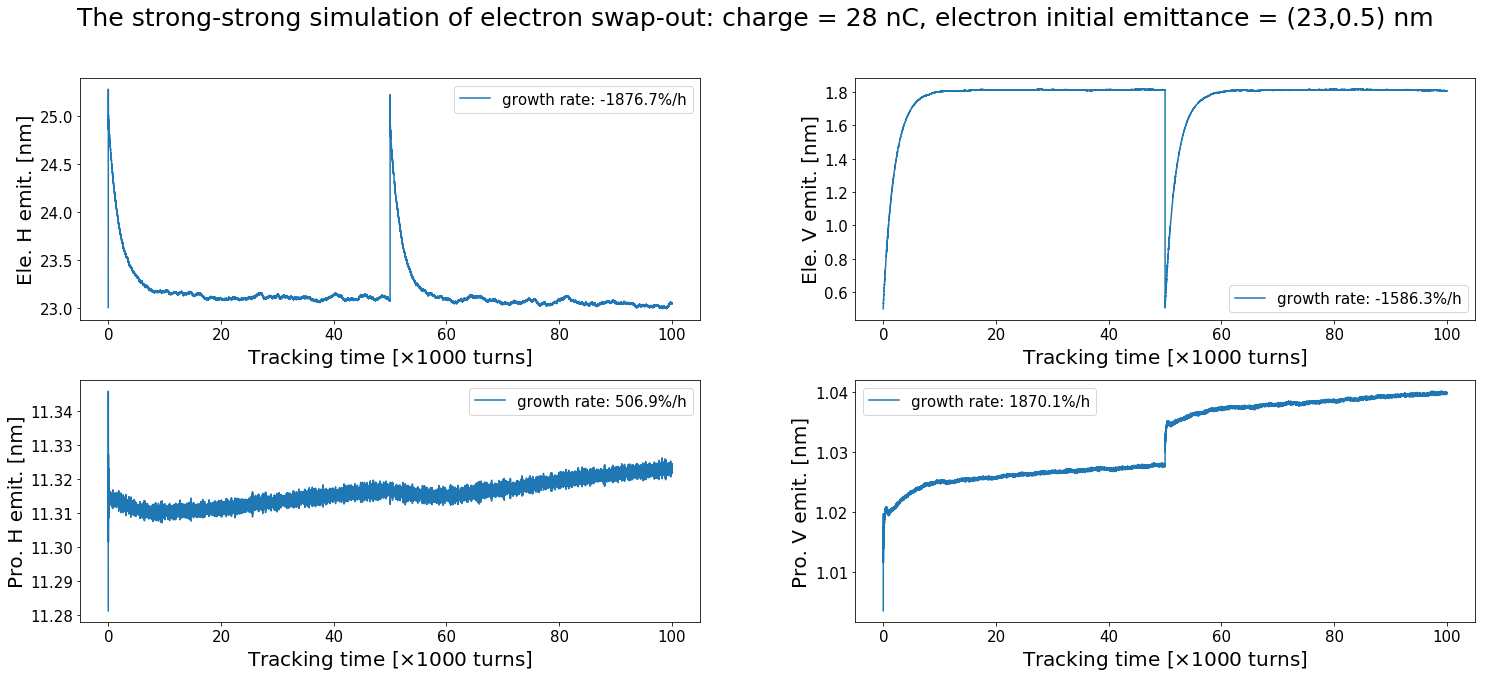 The strong-strong simulation of electron swap-out: charge = 28 nC, electron initial emittance = (23,0.5) nm
growth rate: -1876.7%/h
Ele. H emit. [nm]
25.0
24.5
24.0
23.5
23.0
0 20 40 60 80 100
Tracking time [×1000 turns]
growth rate: -1586.3%/h
Ele. V emit. [nm]
1.8
1.6
1.4
1.2
1.0
0.8
0.6
0 20 40 60 80 100
Tracking time [×1000 turns]
growth rate: 506.9%/h
Pro. H emit. [nm]
11.34
11.33
11.32
11.31
11.30
11.29
11.28
0 20 40 60 80 100
Tracking time [×1000 turns]
growth rate: 1870.1%/h
Pro. V emit. [nm]
1.04
1.03
1.02
1.01
0 20 40 60 80 100
Tracking time [×1000 turns]